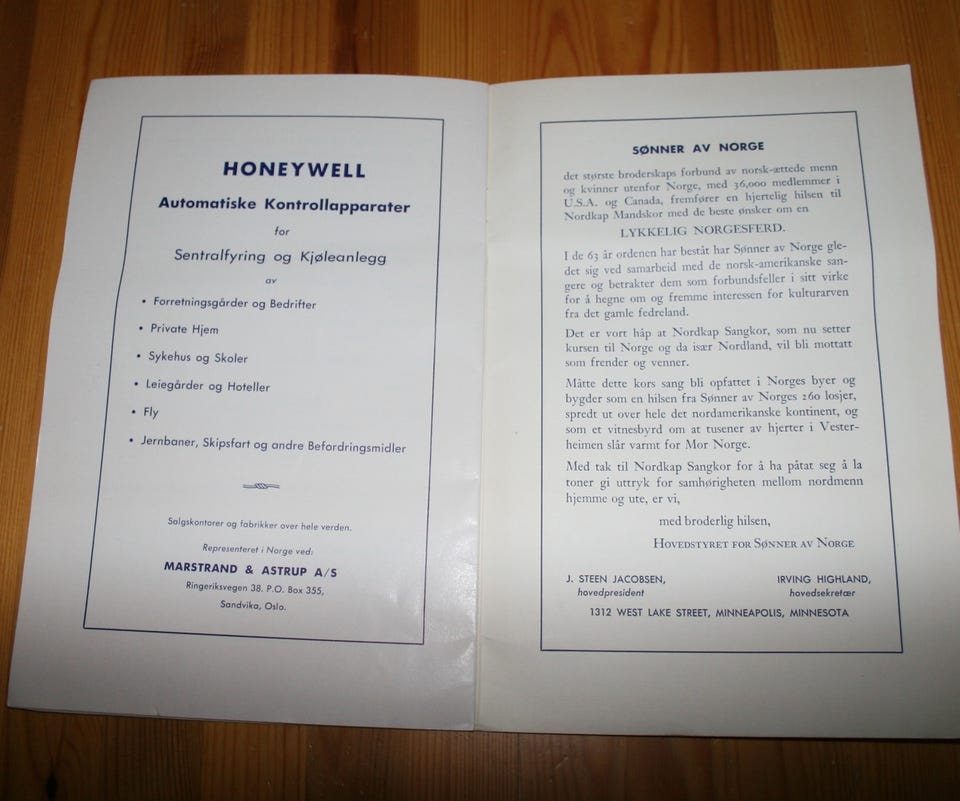 HONEYWELL
Automatiske Kontrollapparater
for
Sentralfyring og Kjøleanlegg
av
• Forretningsgårder og Bedrifter
• Private Hjem
• Sykehus og Skoler
• Leiegårder og Hoteller
• Fly
• Jernbaner, Skipsfart og andre Befordringsmidler
Salgskontorer og fabrikker over hele verden.
Representeret i Norge ved:
MARSTRAND & ASTRUP A/S
Ringeriksvegen 38. P.O. Box 355,
Sandvika, Oslo.
SØNNER AV NORGE
det største broderskaps forbund av norsk-ættede menn
og kvinner utenfor Norge, med 36,000 medlemmer i
U.S.A. og Canada, fremfører en hjertelig hilsen til
Nordkap Mandskor med de beste ønsker om en
LYKKELIG NORGESFERD.
I de 63 år ordenen har bestått har Sønner av Norge gle-
det sig ved samarbeid med de norsk-amerikanske san-
gere og betrakter dem som forbundsfeller i sitt virke
for å hegne om og fremme interessen for kulturarven
fra det gamle fedreland.
Det er vort håp at Nordkap Sangkor, som nu setter
kursen til Norge og da især Nordland, vil bli mottatt
som frender og venner.
Måtte dette kors sang bli opfattet i Norges byer og
bygder som en hilsen fra Sønner av Norges 260 losjer,
spredt ut over hele det nordamerikanske kontinent, og
som et vitnesbyrd om at tusener av hjerter i Vester-
heimen slår varmt for Mor Norge.
Med tak til Nordkap Sangkor for å ha påtat seg å la
toner gi uttryk for samhørigheten mellom nordmenn
hjemme og ute, er vi,
med broderlig hilsen,
HOVEDSTYRET FOR SØNNER AV NORGE
J. STEEN JACOBSEN, IRVING HIGHLAND,
hovedpresident hovedsekretær
1312 WEST LAKE STREET, MINNEAPOLIS, MINNESOTA